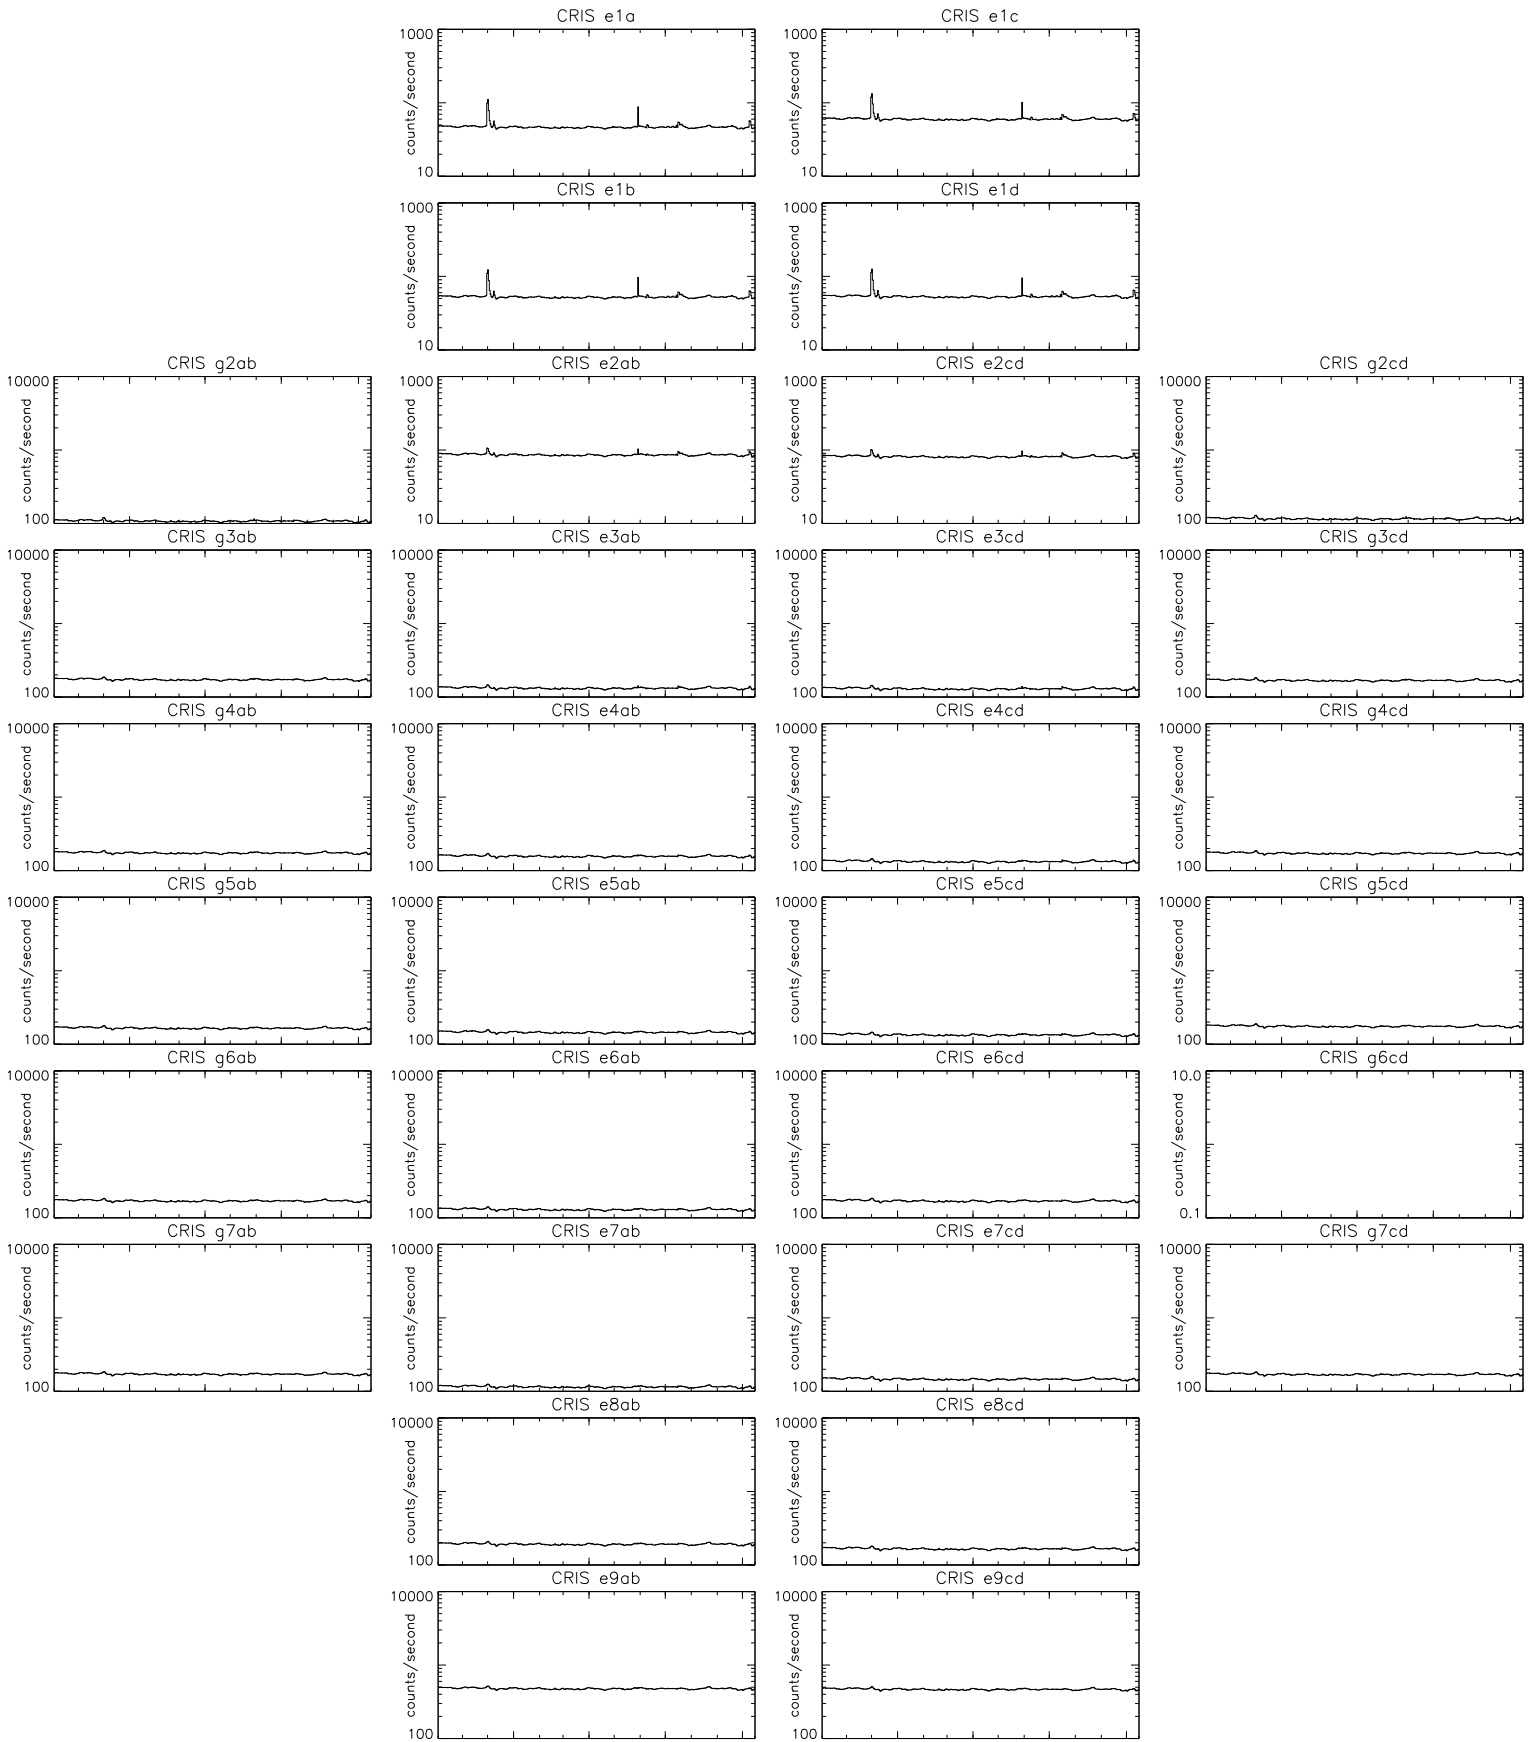 CRIS e1a
1000
counts/second
10
CRIS e1c
1000
counts/second
10
CRIS e1b
1000
counts/second
10
CRIS e1d
1000
counts/second
10
CRIS g2ab
10000
counts/second
100
CRIS e2ab
1000
counts/second
10
CRIS e2cd
1000
counts/second
10
CRIS g2cd
10000
counts/second
100
CRIS g3ab
10000
counts/second
100
CRIS e3ab
10000
counts/second
100
CRIS e3cd
10000
counts/second
100
CRIS g3cd
10000
counts/second
100
CRIS g4ab
10000
counts/second
100
CRIS e4ab
10000
counts/second
100
CRIS e4cd
10000
counts/second
100
CRIS g4cd
10000
counts/second
100
CRIS g5ab
10000
counts/second
100
CRIS e5ab
10000
counts/second
100
CRIS e5cd
10000
counts/second
100
CRIS g5cd
10000
counts/second
100
CRIS g6ab
10000
counts/second
100
CRIS e6ab
10000
counts/second
100
CRIS e6cd
10000
counts/second
100
CRIS g6cd
10.0
counts/second
0.1
CRIS g7ab
10000
counts/second
100
CRIS e7ab
10000
counts/second
100
CRIS e7cd
10000
counts/second
100
CRIS g7cd
10000
counts/second
100
CRIS e8ab
10000
counts/second
100
CRIS e8cd
10000
counts/second
100
CRIS e9ab
10000
counts/second
100
CRIS e9cd
10000
counts/second
100